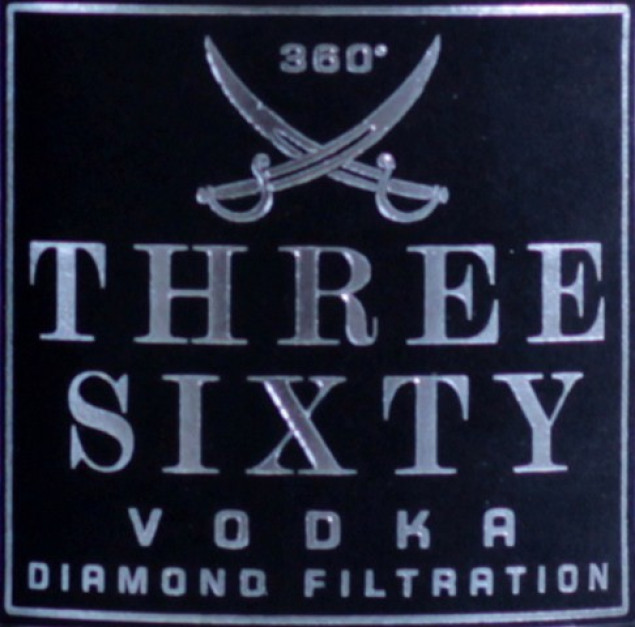 360°
THREE
SIXTY
VODKA
DIAMOND FILTRATION